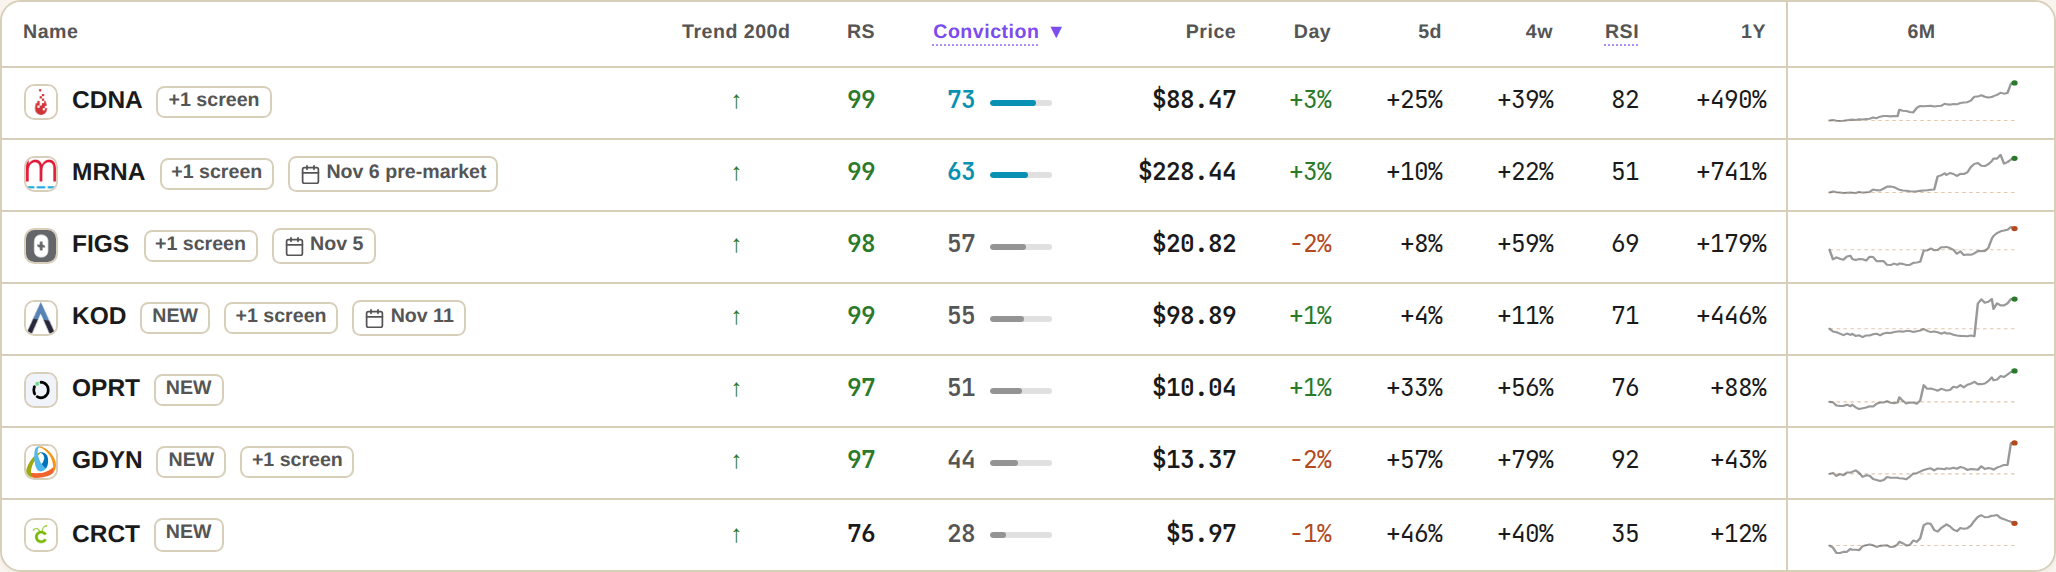 Name Trend 200d RS Conviction ▼ Price Day 5d 4w RSI 1Y 6M
CDNA +1 screen ↑ 99 73 $88.47 +3% +25% +39% 82 +490%
MRNA +1 screen Nov 6 pre-market ↑ 99 63 $228.44 +3% +10% +22% 51 +741%
FIGS +1 screen Nov 5 ↑ 98 57 $20.82 -2% +8% +59% 69 +179%
KOD NEW +1 screen Nov 11 ↑ 99 55 $98.89 +1% +4% +11% 71 +446%
OPRT NEW ↑ 97 51 $10.04 +1% +33% +56% 76 +88%
GDYN NEW +1 screen ↑ 97 44 $13.37 -2% +57% +79% 92 +43%
CRCT NEW ↑ 76 28 $5.97 -1% +46% +40% 35 +12%